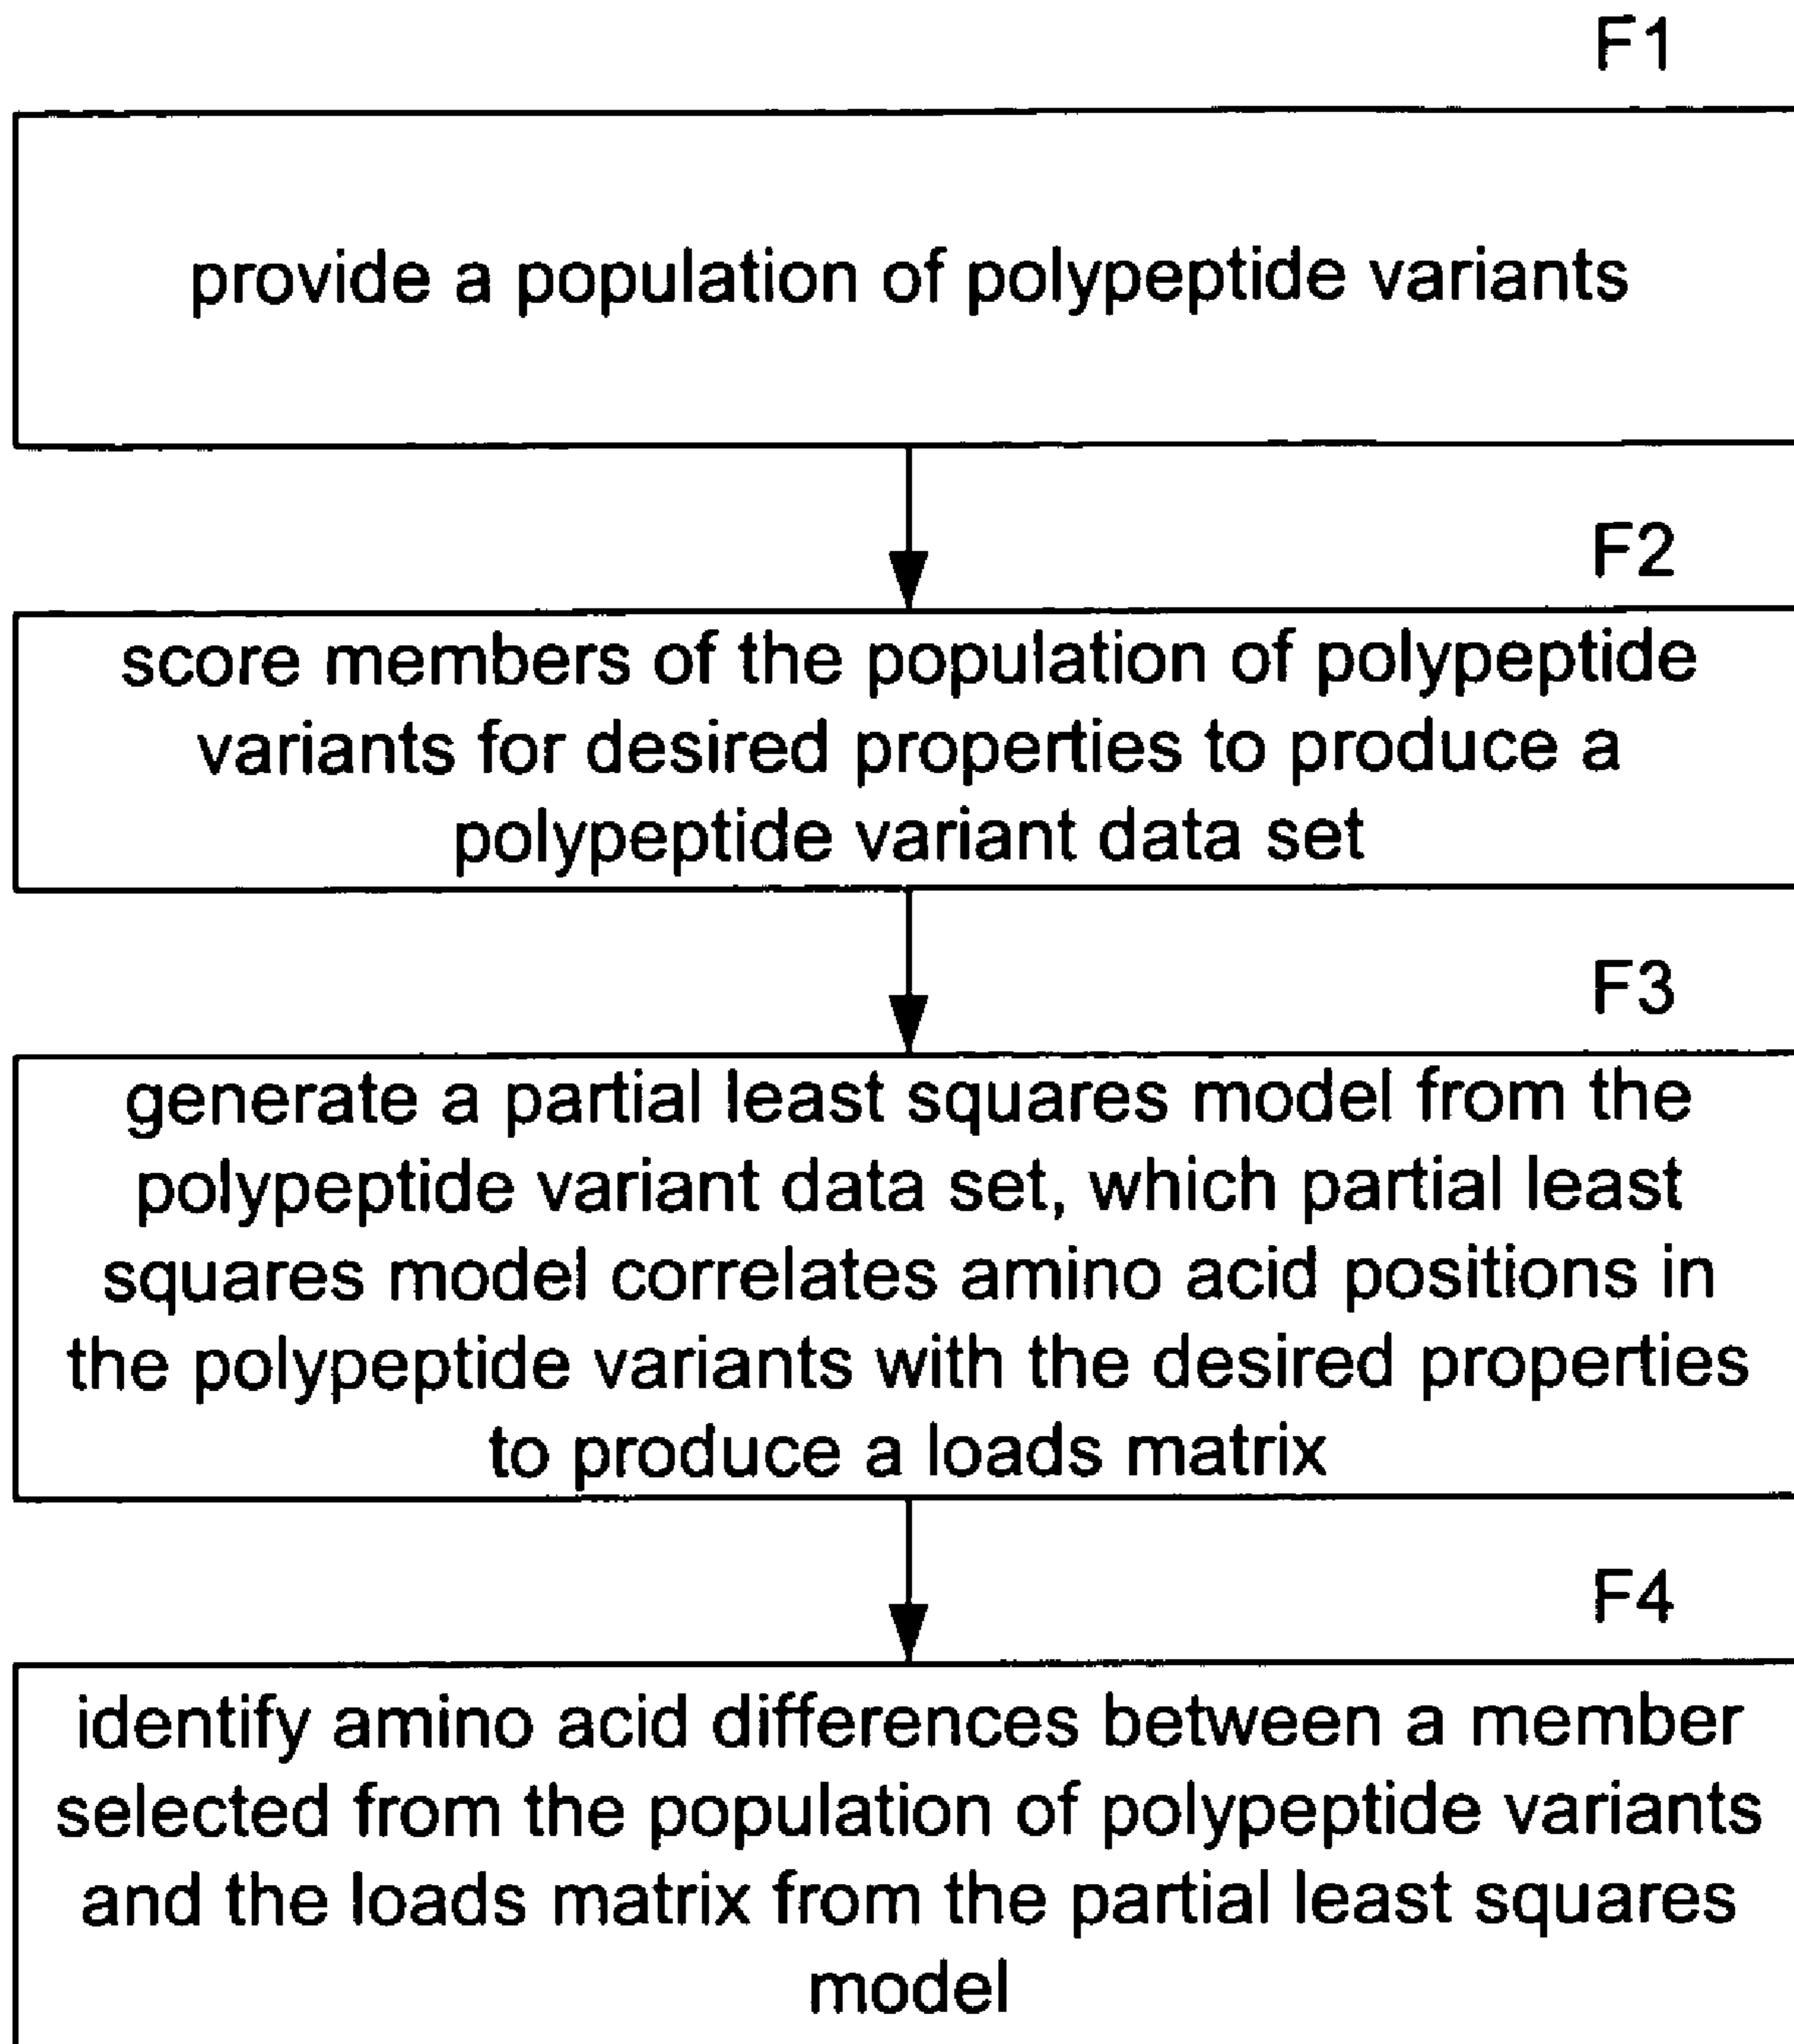 F1
provide a population of polypeptide variants
F2
score members of the population of polypeptide
variants for desired properties to produce a
polypeptide variant data set
F3
generate a partial least squares model from the
polypeptide variant data set, which partial least
squares model correlates amino acid positions in
the polypeptide variants with the desired properties
to produce a loads matrix
F4
identify amino acid differences between a member
selected from the population of polypeptide variants
and the loads matrix from the partial least squares
model